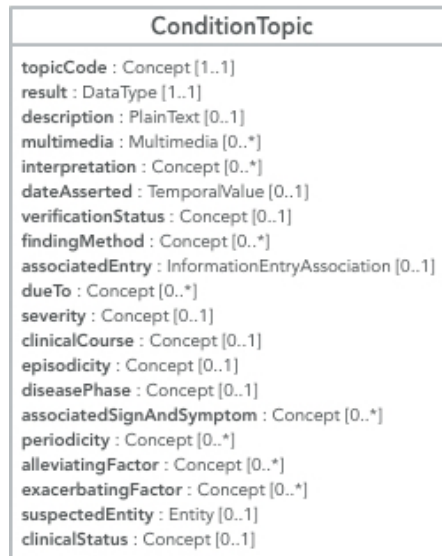 ConditionTopic
topicCode : Concept [1..1]
result : DataType [1..1]
description : PlainText [0..1]
multimedia : Multimedia [0..*]
interpretation : Concept [0..*]
dateAsserted : TemporalValue [0..1]
verificationStatus : Concept [0..1]
findingMethod : Concept [0..*]
associatedEntry : InformationEntryAssociation [0..1]
dueTo : Concept [0..*]
severity : Concept [0..1]
clinicalCourse : Concept [0..1]
episodicity : Concept [0..1]
diseasePhase : Concept [0..1]
associatedSignAndSymptom : Concept [0..*]
periodicity : Concept [0..*]
alleviatingFactor : Concept [0..*]
exacerbatingFactor : Concept [0..*]
suspectedEntity : Entity [0..1]
clinicalStatus : Concept [0..1]